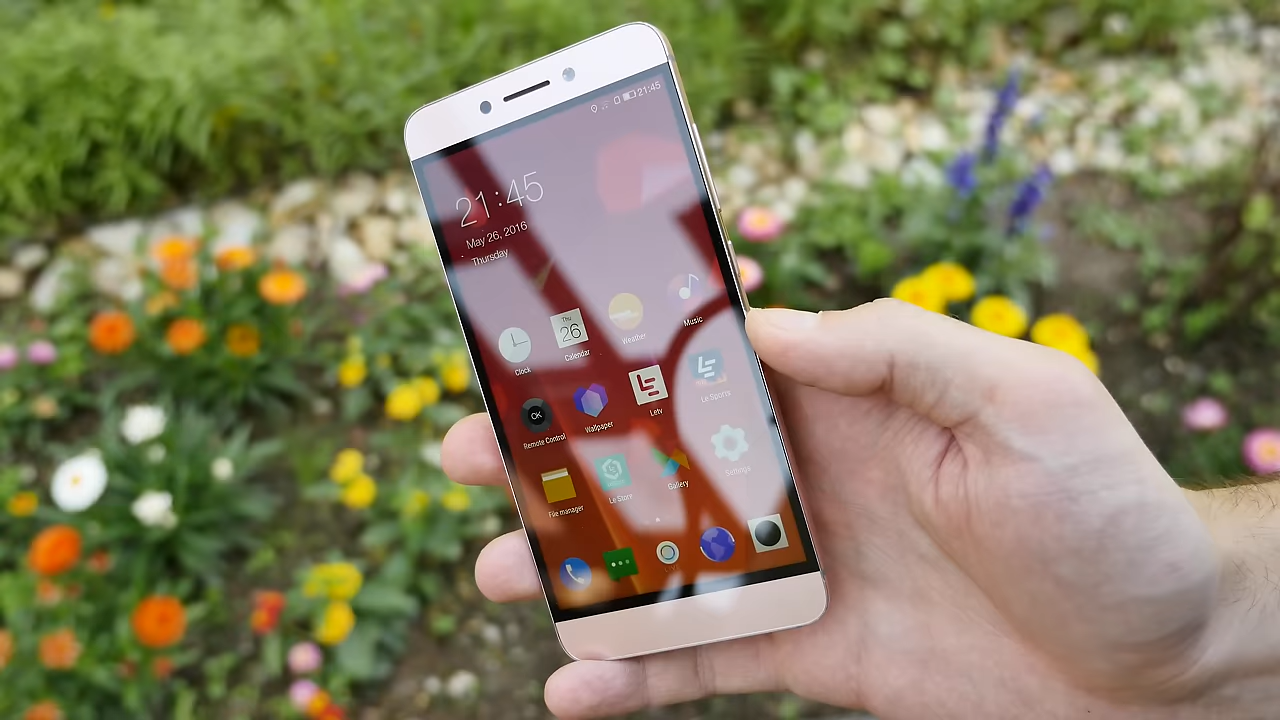 21:45
21:45
May 26, 2016
Thursday
Clock
Thu
26
Calendar
Weather
Music
OK
Remote Control
Wallpaper
Letv
Le Sports
File manager
Le Store
Gallery
Settings